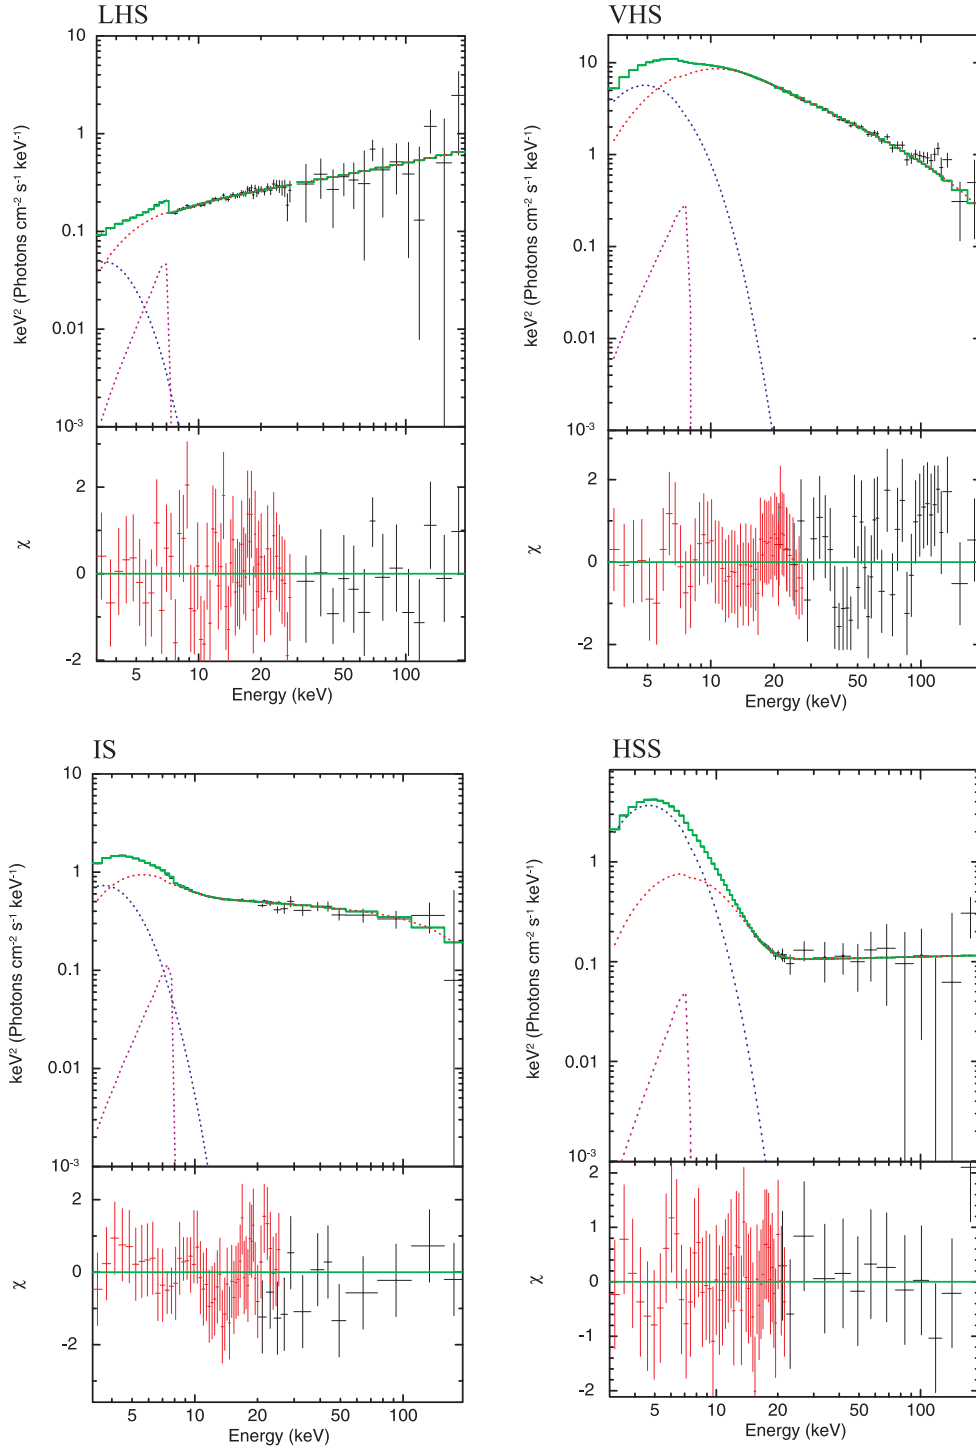 LHS
10
1
0.1
0.01
10⁻³
keV² (Photons cm⁻² s⁻¹ keV⁻¹)
2
0
-2
χ
5 10 20 50 100
Energy (keV)
VHS
10
1
0.1
0.01
10⁻³
keV² (Photons cm⁻² s⁻¹ keV⁻¹)
2
0
-2
χ
5 10 20 50 100
Energy (keV)
IS
10
1
0.1
0.01
10⁻³
keV² (Photons cm⁻² s⁻¹ keV⁻¹)
2
0
-2
χ
5 10 20 50 100
Energy (keV)
HSS
1
0.1
0.01
10⁻³
keV² (Photons cm⁻² s⁻¹ keV⁻¹)
2
1
0
-1
-2
χ
5 10 20 50 100
Energy (keV)